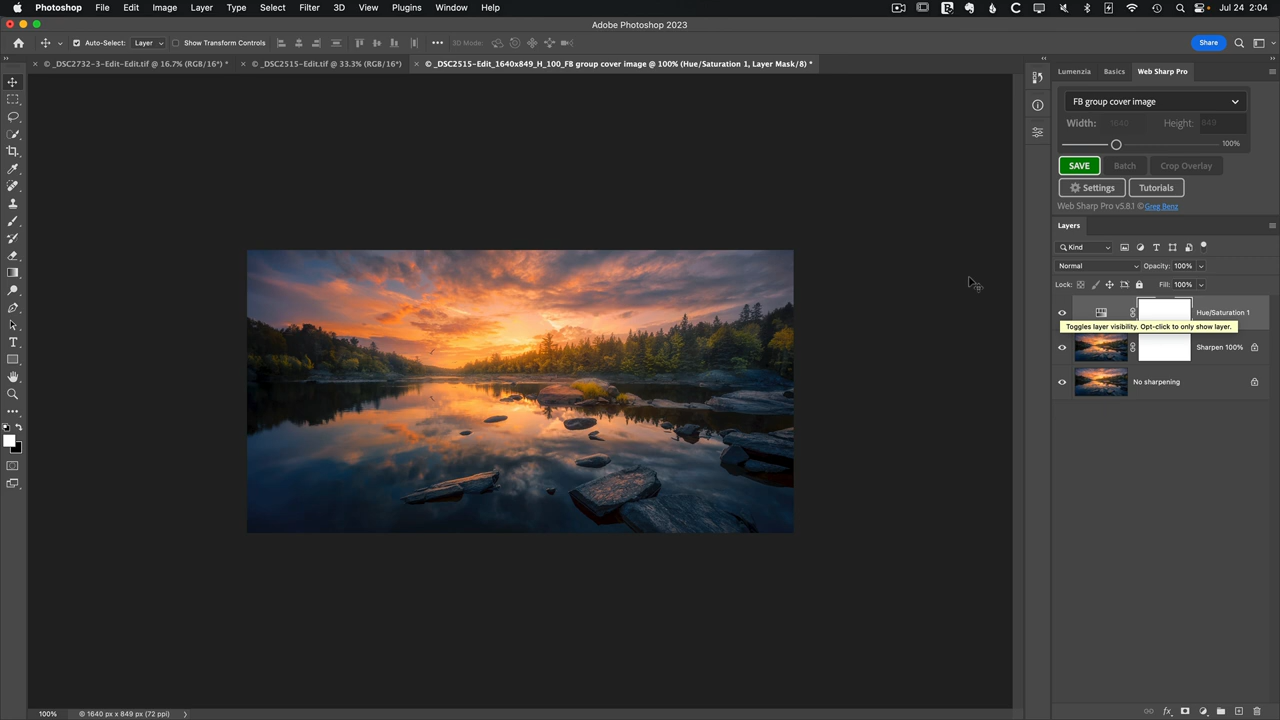 Photoshop File Edit Image Layer Type Select Filter 3D View Plugins Window Help Jul 24 2:04
Adobe Photoshop 2023
Auto-Select: Layer Show Transform Controls 3D Mode: Share
© _DSC2732-3-Edit-Edit.tif @ 16.7% (RGB/16*) * © _DSC2515-Edit.tif @ 33.3% (RGB/16*) © _DSC2515-Edit_1640x849_H_100_FB group cover image @ 100% (Hue/Saturation 1, Layer Mask/8) *
Lumenzia Basics Web Sharp Pro
FB group cover image
Width: 1640 Height: 849
100%
SAVE Batch Crop Overlay
Settings Tutorials
Web Sharp Pro v5.8.1 © Greg Benz
Layers
Kind
Normal Opacity: 100%
Lock: Fill: 100%
Hue/Saturation 1
Toggles layer visibility. Opt-click to only show layer.
Sharpen 100%
No sharpening
100% © 1640 px x 849 px (72 ppi)